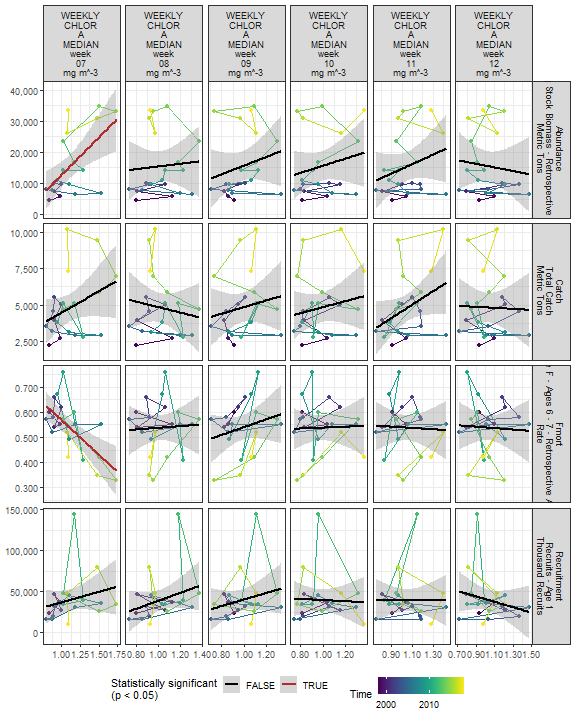 WEEKLY CHLOR A MEDIAN week 07 mg m^-3
WEEKLY CHLOR A MEDIAN week 08 mg m^-3
WEEKLY CHLOR A MEDIAN week 09 mg m^-3
WEEKLY CHLOR A MEDIAN week 10 mg m^-3
WEEKLY CHLOR A MEDIAN week 11 mg m^-3
WEEKLY CHLOR A MEDIAN week 12 mg m^-3
40,000
30,000
20,000
10,000
0
Abundance
Stock Biomass - Retrospective
Metric Tons
10,000
7,500
5,000
2,500
Catch
Total Catch
Metric Tons
0.700
0.600
0.500
0.400
0.300
Fmort
F - Ages 6 - 7 - Retrospective A
Rate
150,000
100,000
50,000
0
Recruitment
Recruits - Age 1
Thousand Recruits
1.00 1.25 1.50 1.75
0.80 1.00 1.20 1.40
0.80 1.00 1.20
0.80 1.00 1.20
0.90 1.10 1.30
0.70 0.90 1.10 1.30 1.50
Statistically significant
(p < 0.05)
FALSE
TRUE
Time
2000 2010